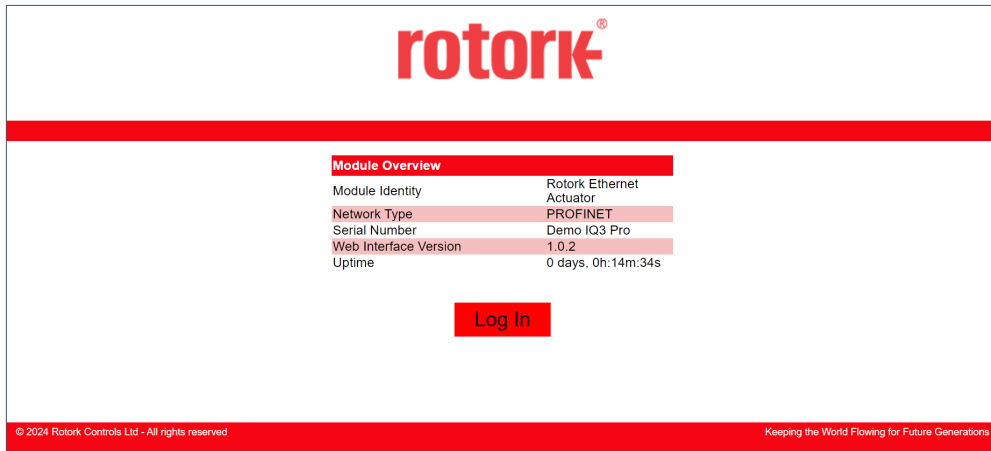 rotork®
Module Overview
Module Identity Rotork Ethernet
Actuator
Network Type PROFINET
Serial Number Demo IQ3 Pro
Web Interface Version 1.0.2
Uptime 0 days, 0h:14m:34s
Log In
© 2024 Rotork Controls Ltd - All rights reserved Keeping the World Flowing for Future Generations